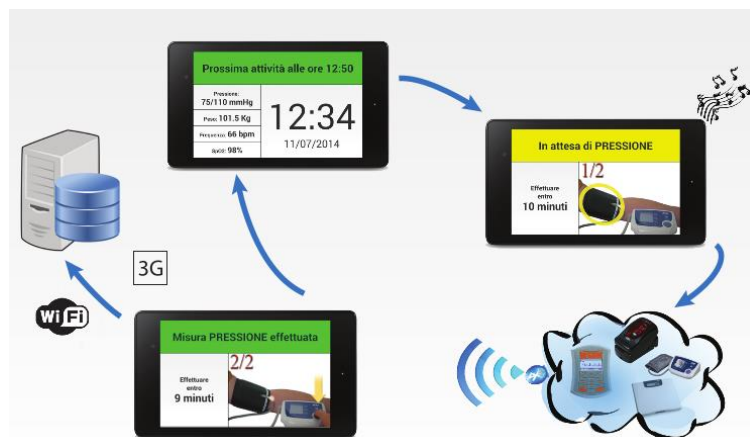 Prossima attività alle ore 12:50
Pressione:
75/110 mmHg
Peso: 101.5 Kg
Frequenza: 66 bpm
SpO2: 98%
12:34
11/07/2014
In attesa di PRESSIONE
Effettuare
entro
10 minuti
1/2
3G
WiFi
Misura PRESSIONE effettuata
Effettuare
entro
9 minuti
2/2